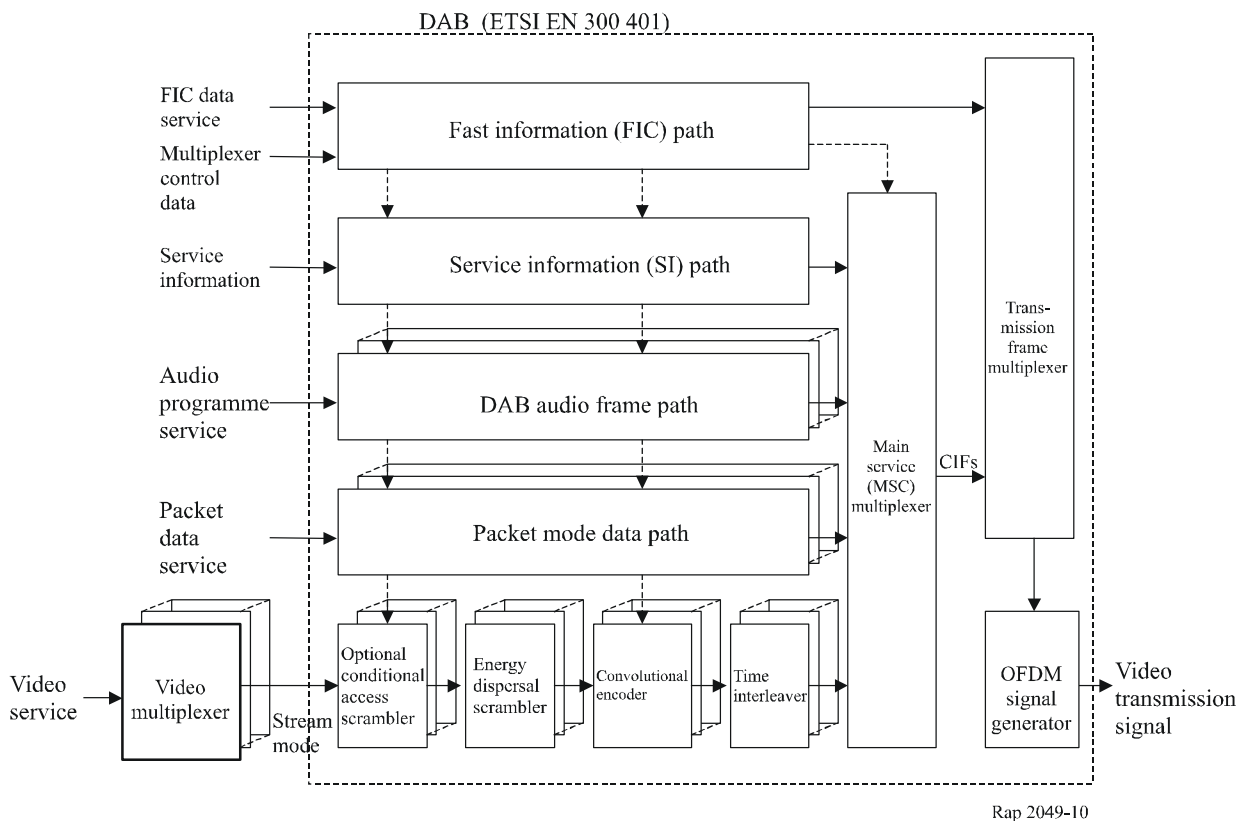 DAB (ETSI EN 300 401)
FIC data
service
Multiplexer
control
data
Fast information (FIC) path
Service
information
Service information (SI) path
Audio
programme
service
DAB audio frame path
Packet
data
service
Packet mode data path
Main
service
(MSC)
multiplexer
CIFs
Trans-
mission
frame
multiplexer
Video
service
Video
multiplexer
Stream
mode
Optional
conditional
access
scrambler
Energy
dispersal
scrambler
Convolutional
encoder
Time
interleaver
OFDM
signal
generator
Video
transmission
signal
Rap 2049-10